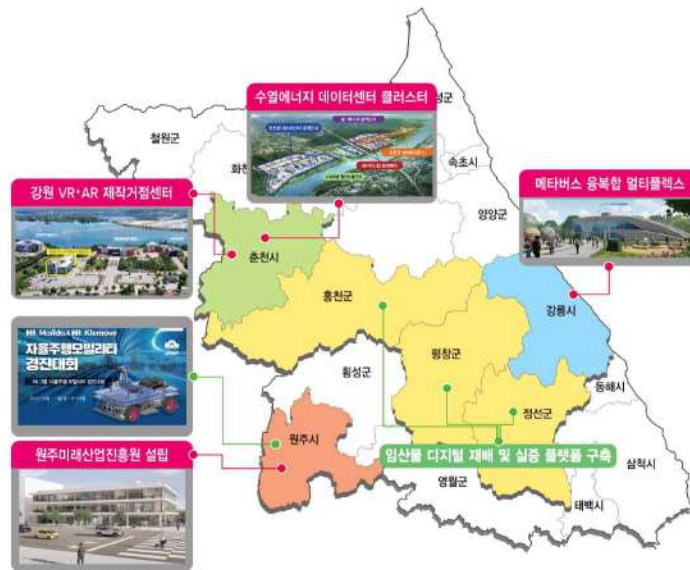 수열에너지 데이터센터 클러스터
철원군
화천
성군
속초시
양양군
강원 VR•AR 제작거점센터
메타버스 융복합 멀티플렉스
춘천시
홍천군
강릉시
평창군
HL Mando & HL Klemove
자율주행모빌리티
경진대회
횡성군
동해시
정선군
원주시
임산물 디지털 재배 및 실증 플랫폼 구축
원주미래산업진흥원 설립
영월군
삼척시
태백시